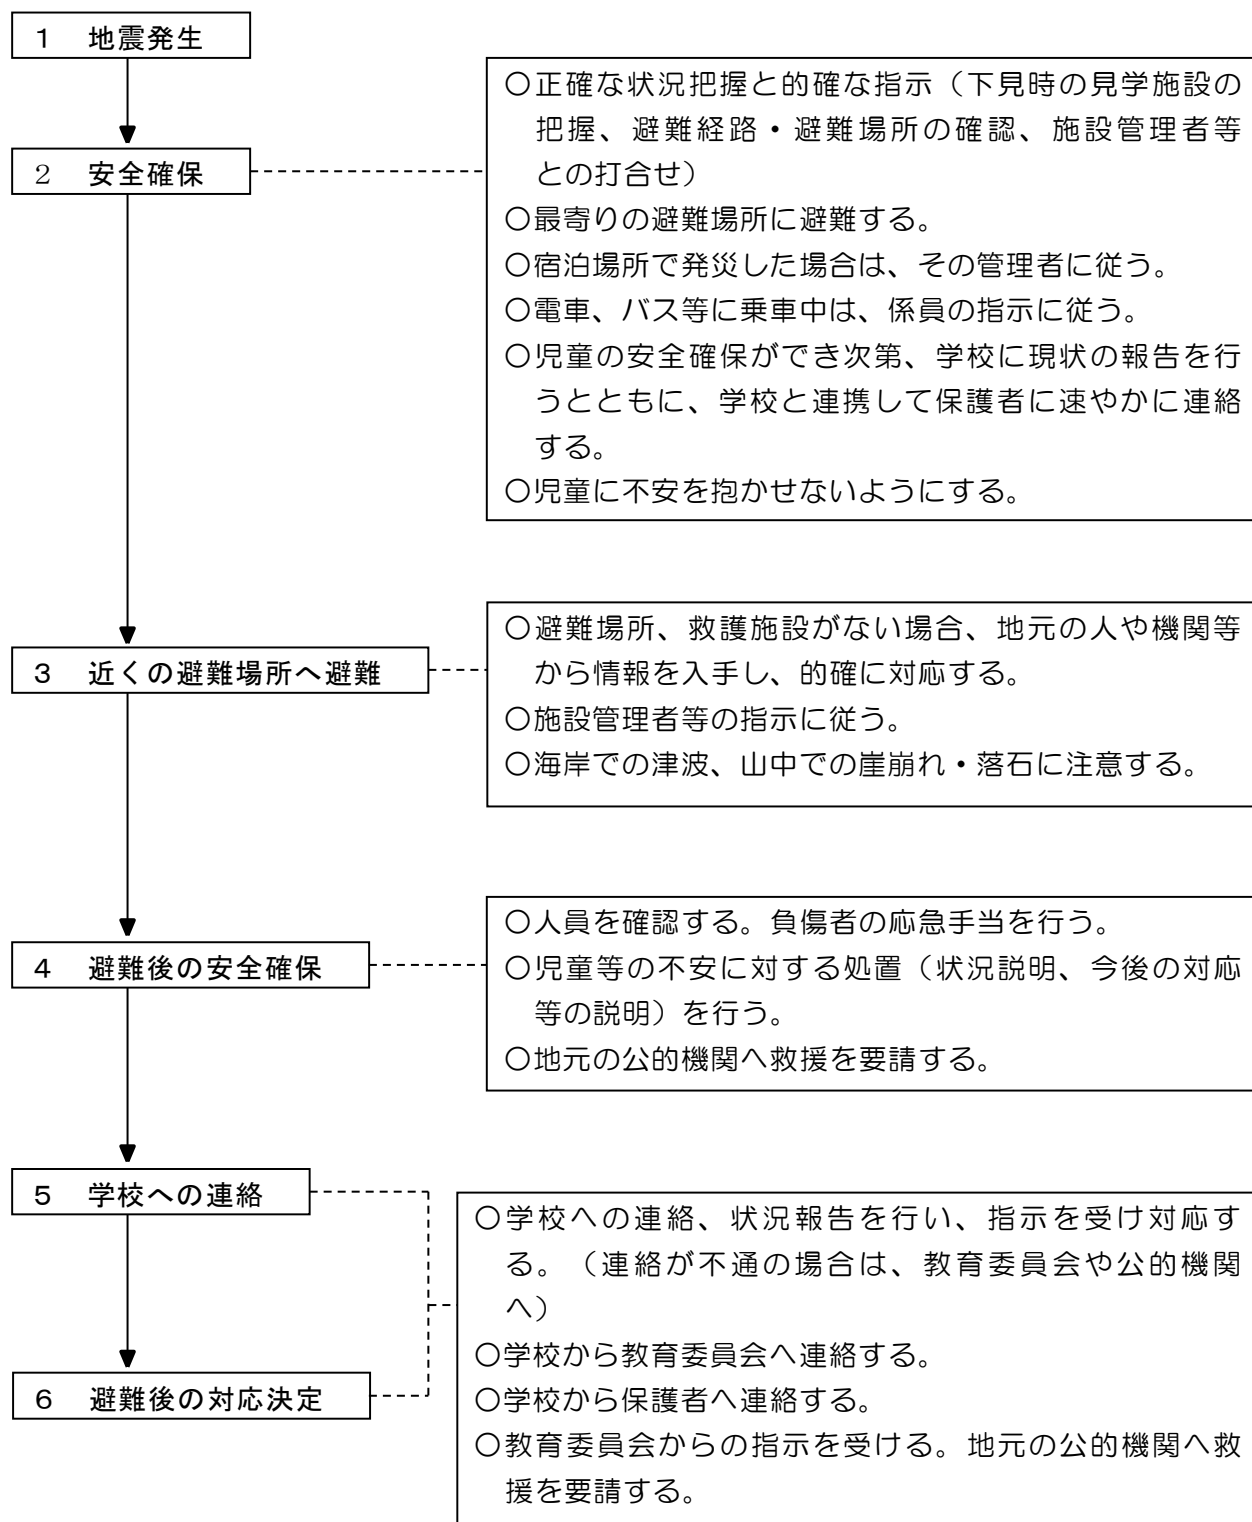 １　地震発生
２　安全確保
〇正確な状況把握と的確な指示（下見時の見学施設の
把握、避難経路・避難場所の確認、施設管理者等
との打合せ）
〇最寄りの避難場所に避難する。
〇宿泊場所で発災した場合は、その管理者に従う。
〇電車、バス等に乗車中は、係員の指示に従う。
〇児童の安全確保ができ次第、学校に現状の報告を行
うとともに、学校と連携して保護者に速やかに連絡
する。
〇児童に不安を抱かせないようにする。
３　近くの避難場所へ避難
〇避難場所、救護施設がない場合、地元の人や機関等
から情報を入手し、的確に対応する。
〇施設管理者等の指示に従う。
〇海岸での津波、山中での崖崩れ・落石に注意する。
４　避難後の安全確保
〇人員を確認する。負傷者の応急手当を行う。
〇児童等の不安に対する処置（状況説明、今後の対応
等の説明）を行う。
〇地元の公的機関へ救援を要請する。
５　学校への連絡
６　避難後の対応決定
〇学校への連絡、状況報告を行い、指示を受け対応す
る。（連絡が不通の場合は、教育委員会や公的機関
へ）
〇学校から教育委員会へ連絡する。
〇学校から保護者へ連絡する。
〇教育委員会からの指示を受ける。地元の公的機関へ救
援を要請する。